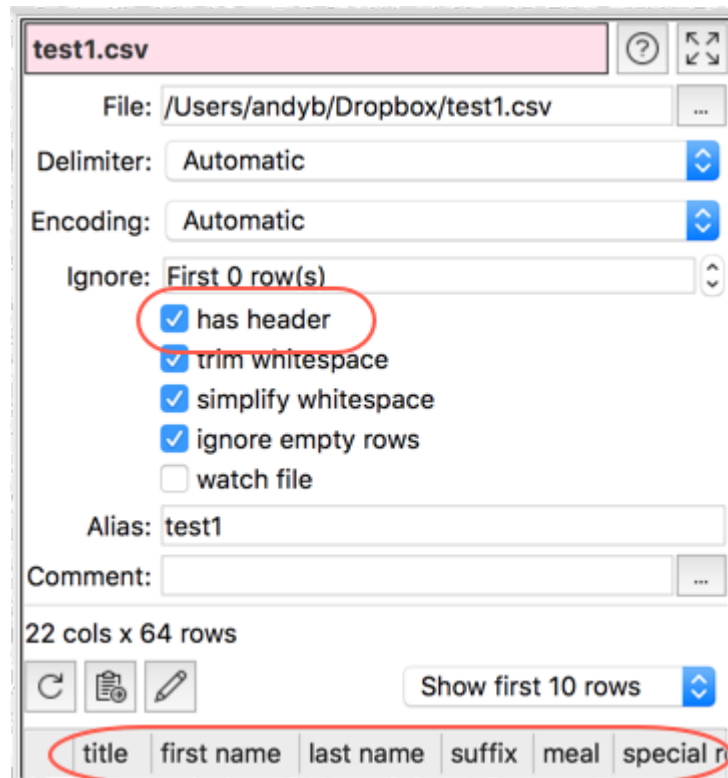 test1.csv
File: /Users/andyb/Dropbox/test1.csv ...
Delimiter: Automatic
Encoding: Automatic
Ignore: First 0 row(s)
has header
trim whitespace
simplify whitespace
ignore empty rows
watch file
Alias: test1
Comment: ...
22 cols x 64 rows
Show first 10 rows
title first name last name suffix meal special r